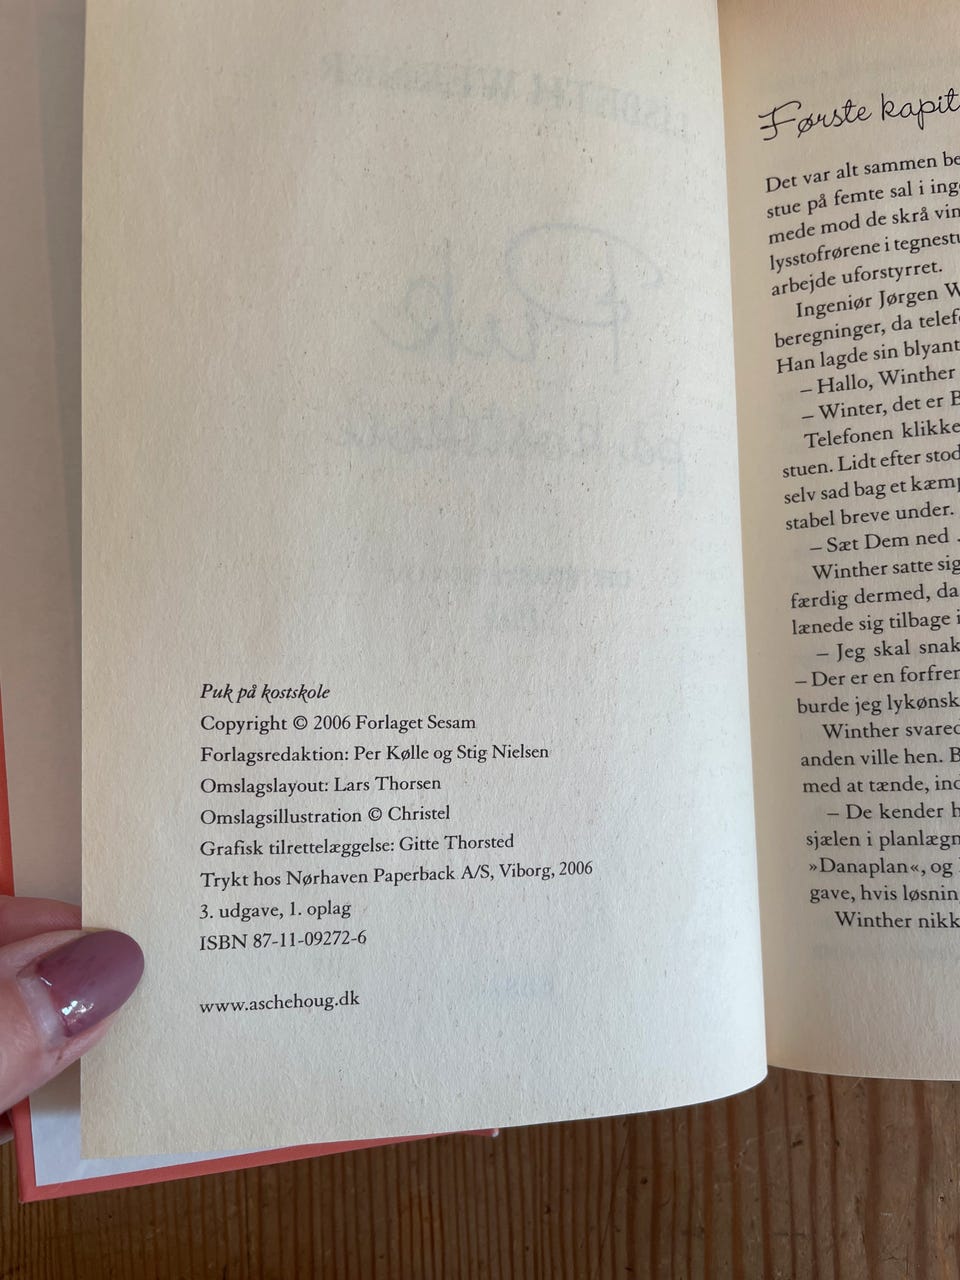 Puk på kostskole
Copyright © 2006 Forlaget Sesam
Forlagsredaktion: Per Kølle og Stig Nielsen
Omslagslayout: Lars Thorsen
Omslagsillustration © Christel
Grafisk tilrettelæggelse: Gitte Thorsted
Trykt hos Nørhaven Paperback A/S, Viborg, 2006
3. udgave, 1. oplag
ISBN 87-11-09272-6
www.aschehoug.dk
Første kapit
Det var alt sammen be
stue på femte sal i ing
mede mod de skrå vin
lysstofrørene i tegnestu
arbejde uforstyrret.
Ingeniør Jørgen W
beregninger, da telef
Han lagde sin blyant
– Hallo, Winther
– Winter, det er B
Telefonen klikke
stuen. Lidt efter stod
selv sad bag et kæmp
stabel breve under.
– Sæt Dem ned .
Winther satte sig
færdig dermed, da
lænede sig tilbage i
– Jeg skal snak
– Der er en forfrem
burde jeg lykønsk
Winther svared
anden ville hen. B
med at tænde, ind
– De kender h
sjælen i planlægn
»Danaplan«, og
gave, hvis løsnin
Winther nikk